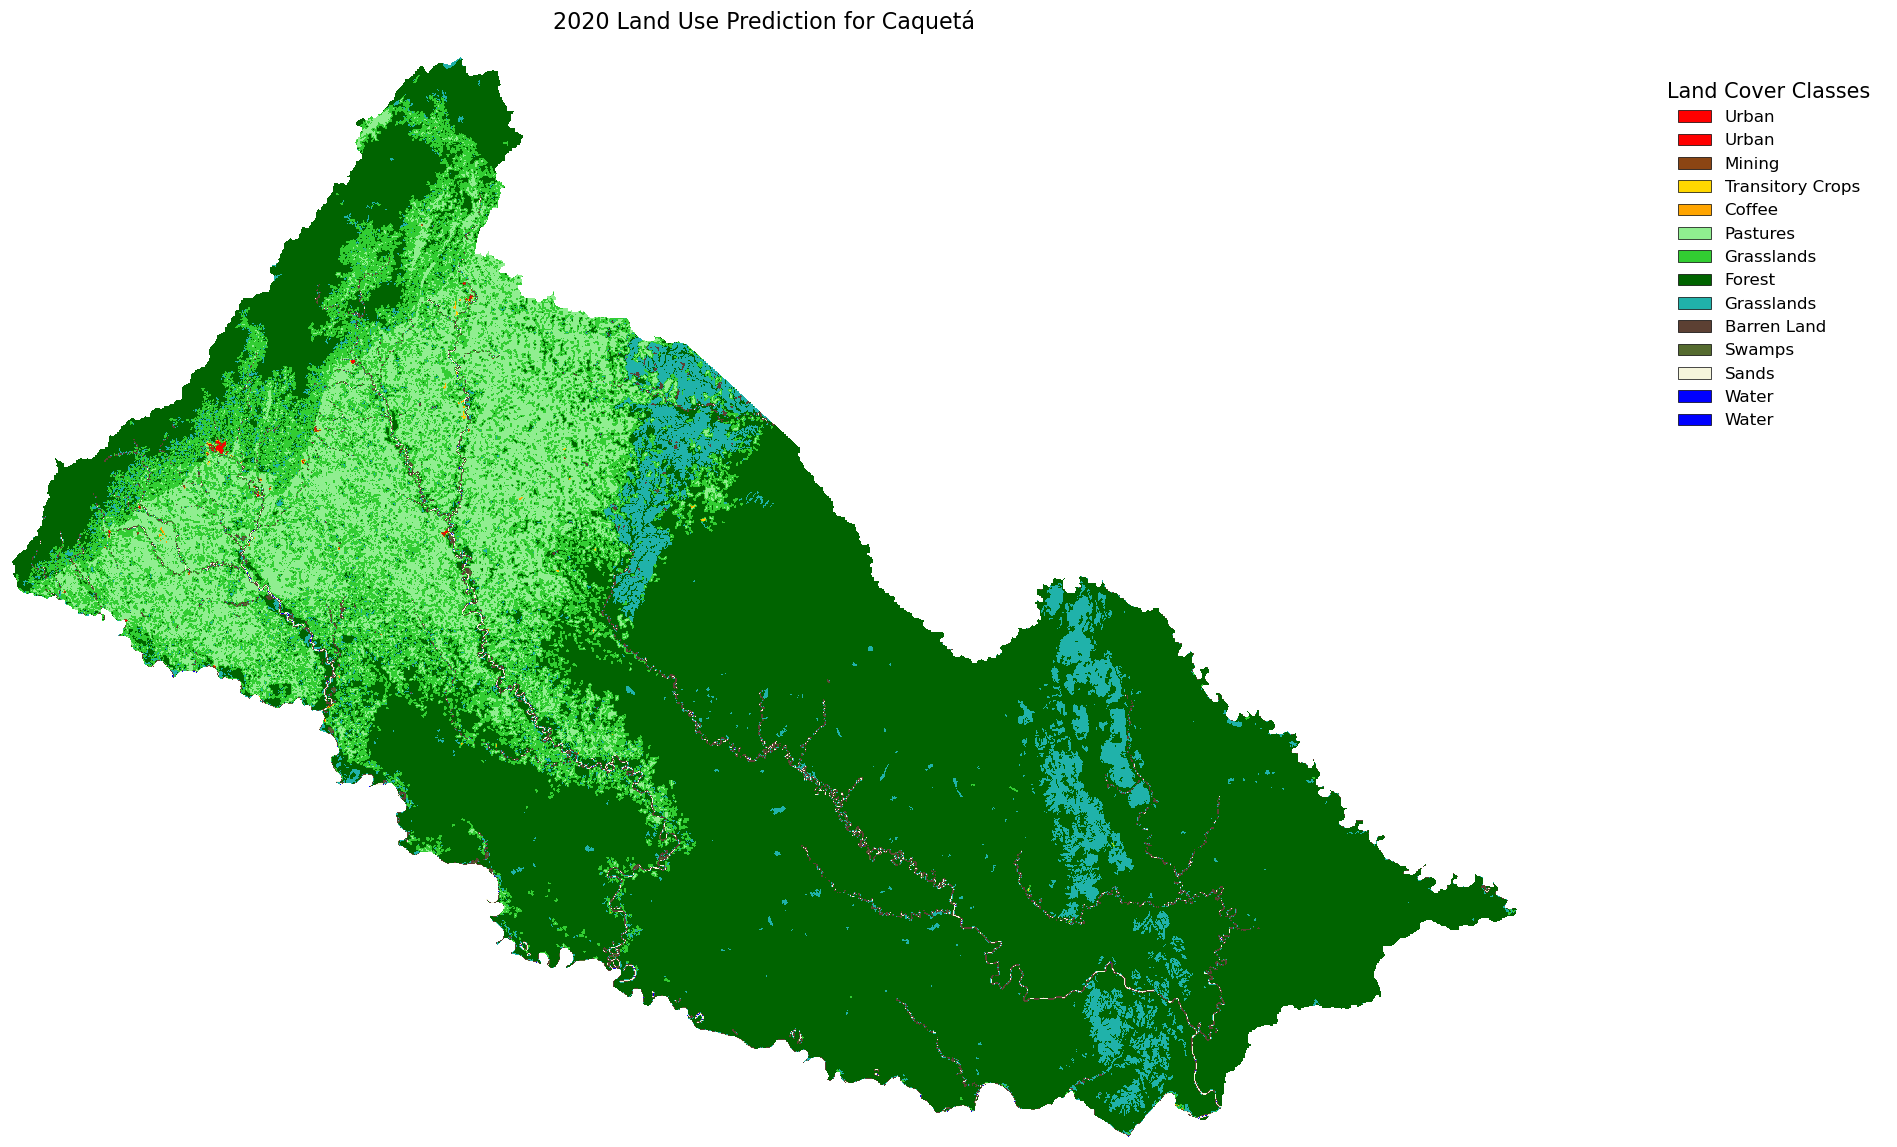 2020 Land Use Prediction for Caquetá
Land Cover Classes
Urban
Urban
Mining
Transitory Crops
Coffee
Pastures
Grasslands
Forest
Grasslands
Barren Land
Swamps
Sands
Water
Water